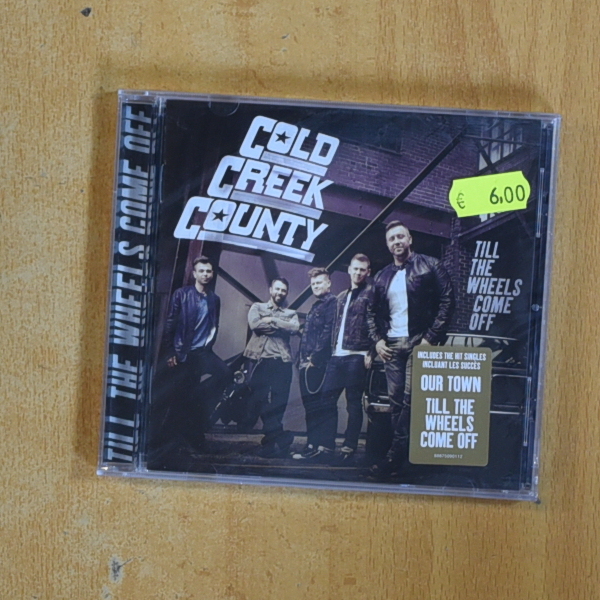 TILL THE WHEELS COME OFF
COLD
CREEK
COUNTY
€ 6.00
TILL
THE
WHEELS
COME
OFF
INCLUDES THE HIT SINGLES
INCLUANT LES SUCCÈS
OUR TOWN
TILL THE
WHEELS
COME OFF